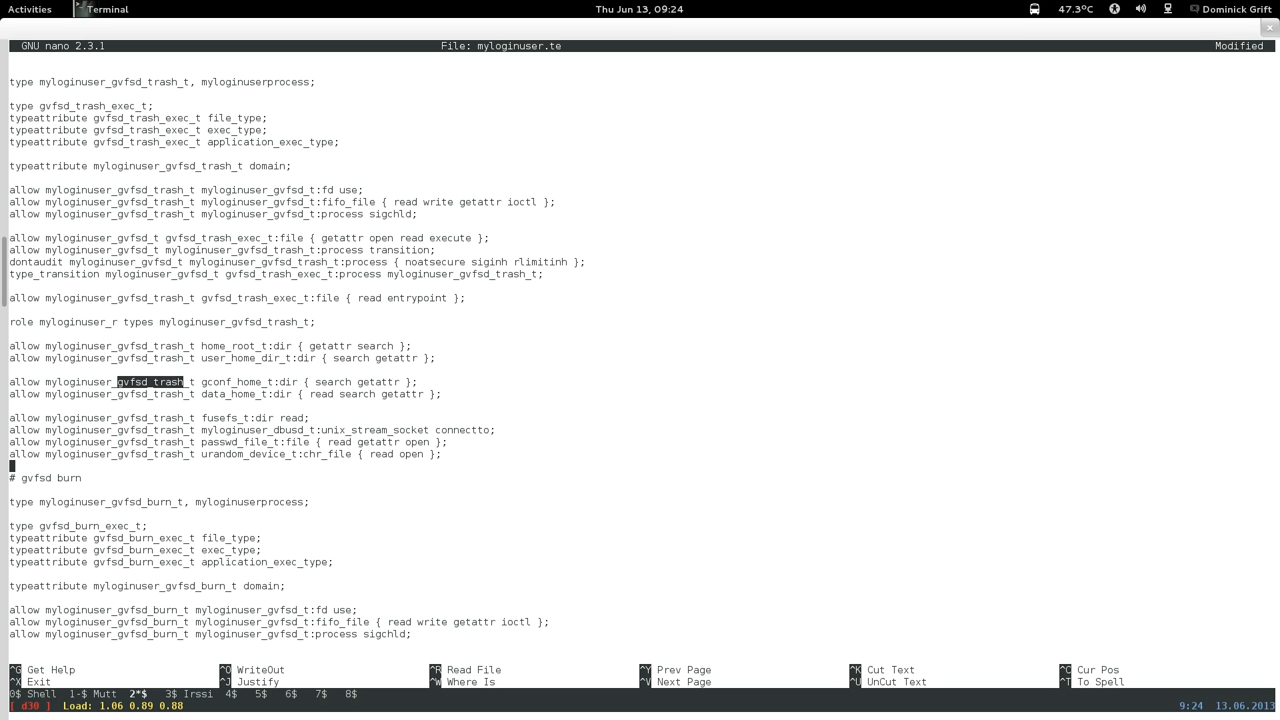 Activities Terminal Thu Jun 13, 09:24 47.3°C Dominick Grift
GNU nano 2.3.1 File: myloginuser.te Modified
type myloginuser_gvfsd_trash_t, myloginuserprocess;
type gvfsd_trash_exec_t;
typeattribute gvfsd_trash_exec_t file_type;
typeattribute gvfsd_trash_exec_t exec_type;
typeattribute gvfsd_trash_exec_t application_exec_type;
typeattribute myloginuser_gvfsd_trash_t domain;
allow myloginuser_gvfsd_trash_t myloginuser_gvfsd_t:fd use;
allow myloginuser_gvfsd_trash_t myloginuser_gvfsd_t:fifo_file { read write getattr ioctl };
allow myloginuser_gvfsd_trash_t myloginuser_gvfsd_t:process sigchld;
allow myloginuser_gvfsd_t gvfsd_trash_exec_t:file { getattr open read execute };
allow myloginuser_gvfsd_t myloginuser_gvfsd_trash_t:process transition;
dontaudit myloginuser_gvfsd_t myloginuser_gvfsd_trash_t:process { noatsecure siginh rlimitinh };
type_transition myloginuser_gvfsd_t gvfsd_trash_exec_t:process myloginuser_gvfsd_trash_t;
allow myloginuser_gvfsd_trash_t gvfsd_trash_exec_t:file { read entrypoint };
role myloginuser_r types myloginuser_gvfsd_trash_t;
allow myloginuser_gvfsd_trash_t home_root_t:dir { getattr search };
allow myloginuser_gvfsd_trash_t user_home_dir_t:dir { search getattr };
allow myloginuser_gvfsd_trash_t gconf_home_t:dir { search getattr };
allow myloginuser_gvfsd_trash_t data_home_t:dir { read search getattr };
allow myloginuser_gvfsd_trash_t fusefs_t:dir read;
allow myloginuser_gvfsd_trash_t myloginuser_dbusd_t:unix_stream_socket connectto;
allow myloginuser_gvfsd_trash_t passwd_file_t:file { read getattr open };
allow myloginuser_gvfsd_trash_t urandom_device_t:chr_file { read open };
# gvfsd burn
type myloginuser_gvfsd_burn_t, myloginuserprocess;
type gvfsd_burn_exec_t;
typeattribute gvfsd_burn_exec_t file_type;
typeattribute gvfsd_burn_exec_t exec_type;
typeattribute gvfsd_burn_exec_t application_exec_type;
typeattribute myloginuser_gvfsd_burn_t domain;
allow myloginuser_gvfsd_burn_t myloginuser_gvfsd_t:fd use;
allow myloginuser_gvfsd_burn_t myloginuser_gvfsd_t:fifo_file { read write getattr ioctl };
allow myloginuser_gvfsd_burn_t myloginuser_gvfsd_t:process sigchld;
^G Get Help ^O WriteOut ^R Read File ^Y Prev Page ^K Cut Text ^C Cur Pos
^X Exit ^J Justify ^W Where Is ^V Next Page ^U UnCut Text ^T To Spell
0$ Shell 1-$ Mutt 2*$ 3$ Irssi 4$ 5$ 6$ 7$ 8$
[ d30 ] Load: 1.06 0.89 0.88 9:24 13.06.2013